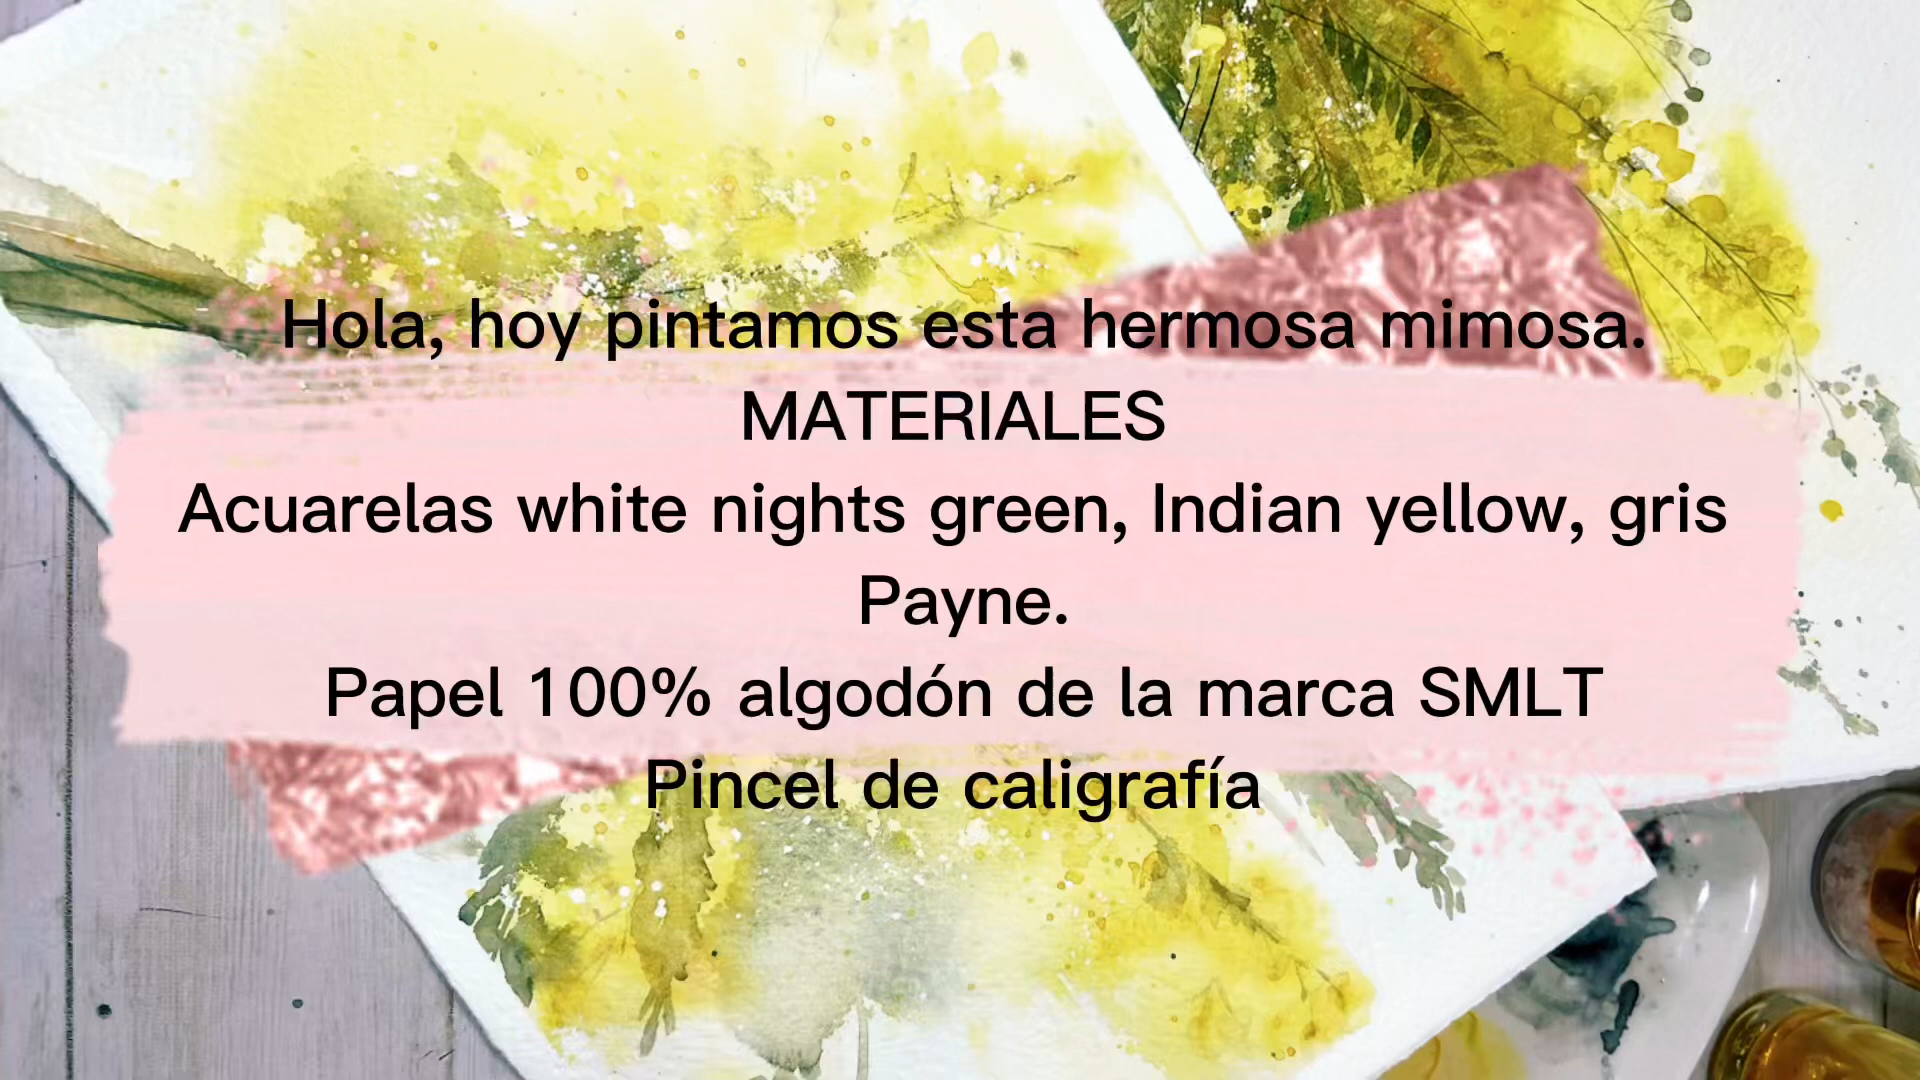 Hola, hoy pintamos esta hermosa mimosa.
MATERIALES
Acuarelas white nights green, Indian yellow, gris
Payne.
Papel 100% algodón de la marca SMLT
Pincel de caligrafía